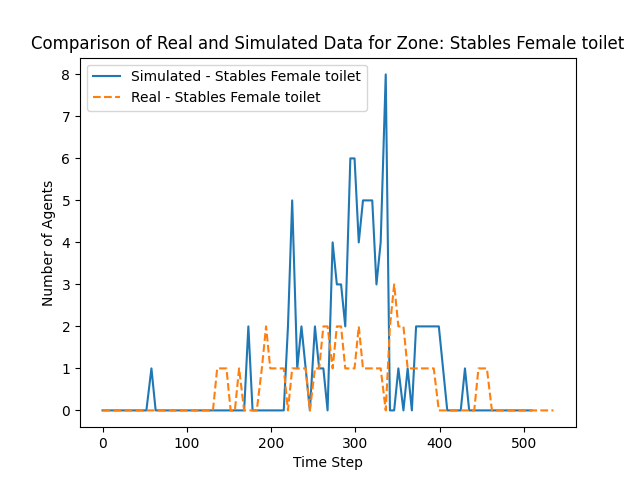 Comparison of Real and Simulated Data for Zone: Stables Female toilet
Simulated - Stables Female toilet
Real - Stables Female toilet
Number of Agents
8
7
6
5
4
3
2
1
0
0 100 200 300 400 500
Time Step